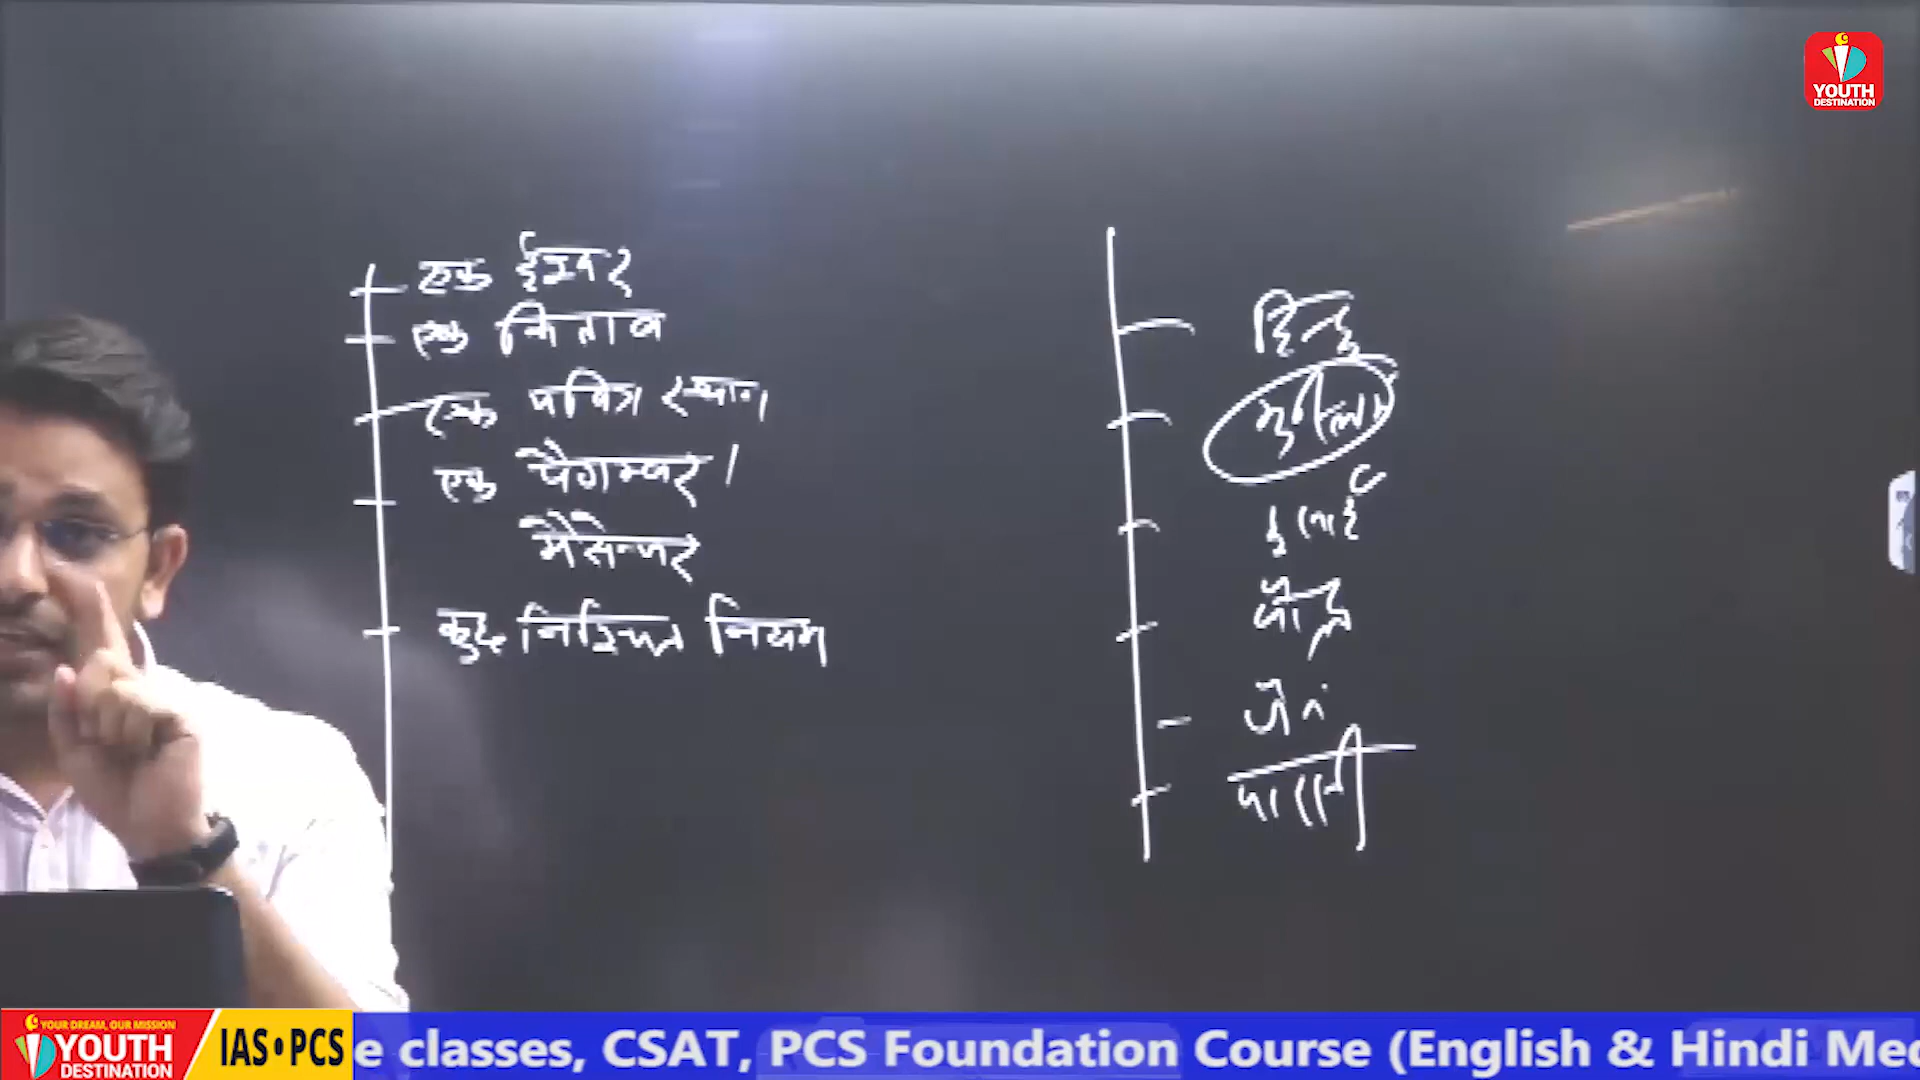 YOUTH
DESTINATION
एक ईश्वर
एक किताब
एक पवित्र स्थान
एक पैगम्बर/
मैसेन्जर
कुछ निश्चित नियम
हिन्दू
मुस्लिम
ईसाई
बौद्ध
जैन
पारसी
YOUR DREAM, OUR MISSION
YOUTH
DESTINATION
IAS•PCS
e classes, CSAT, PCS Foundation Course (English & Hindi Med